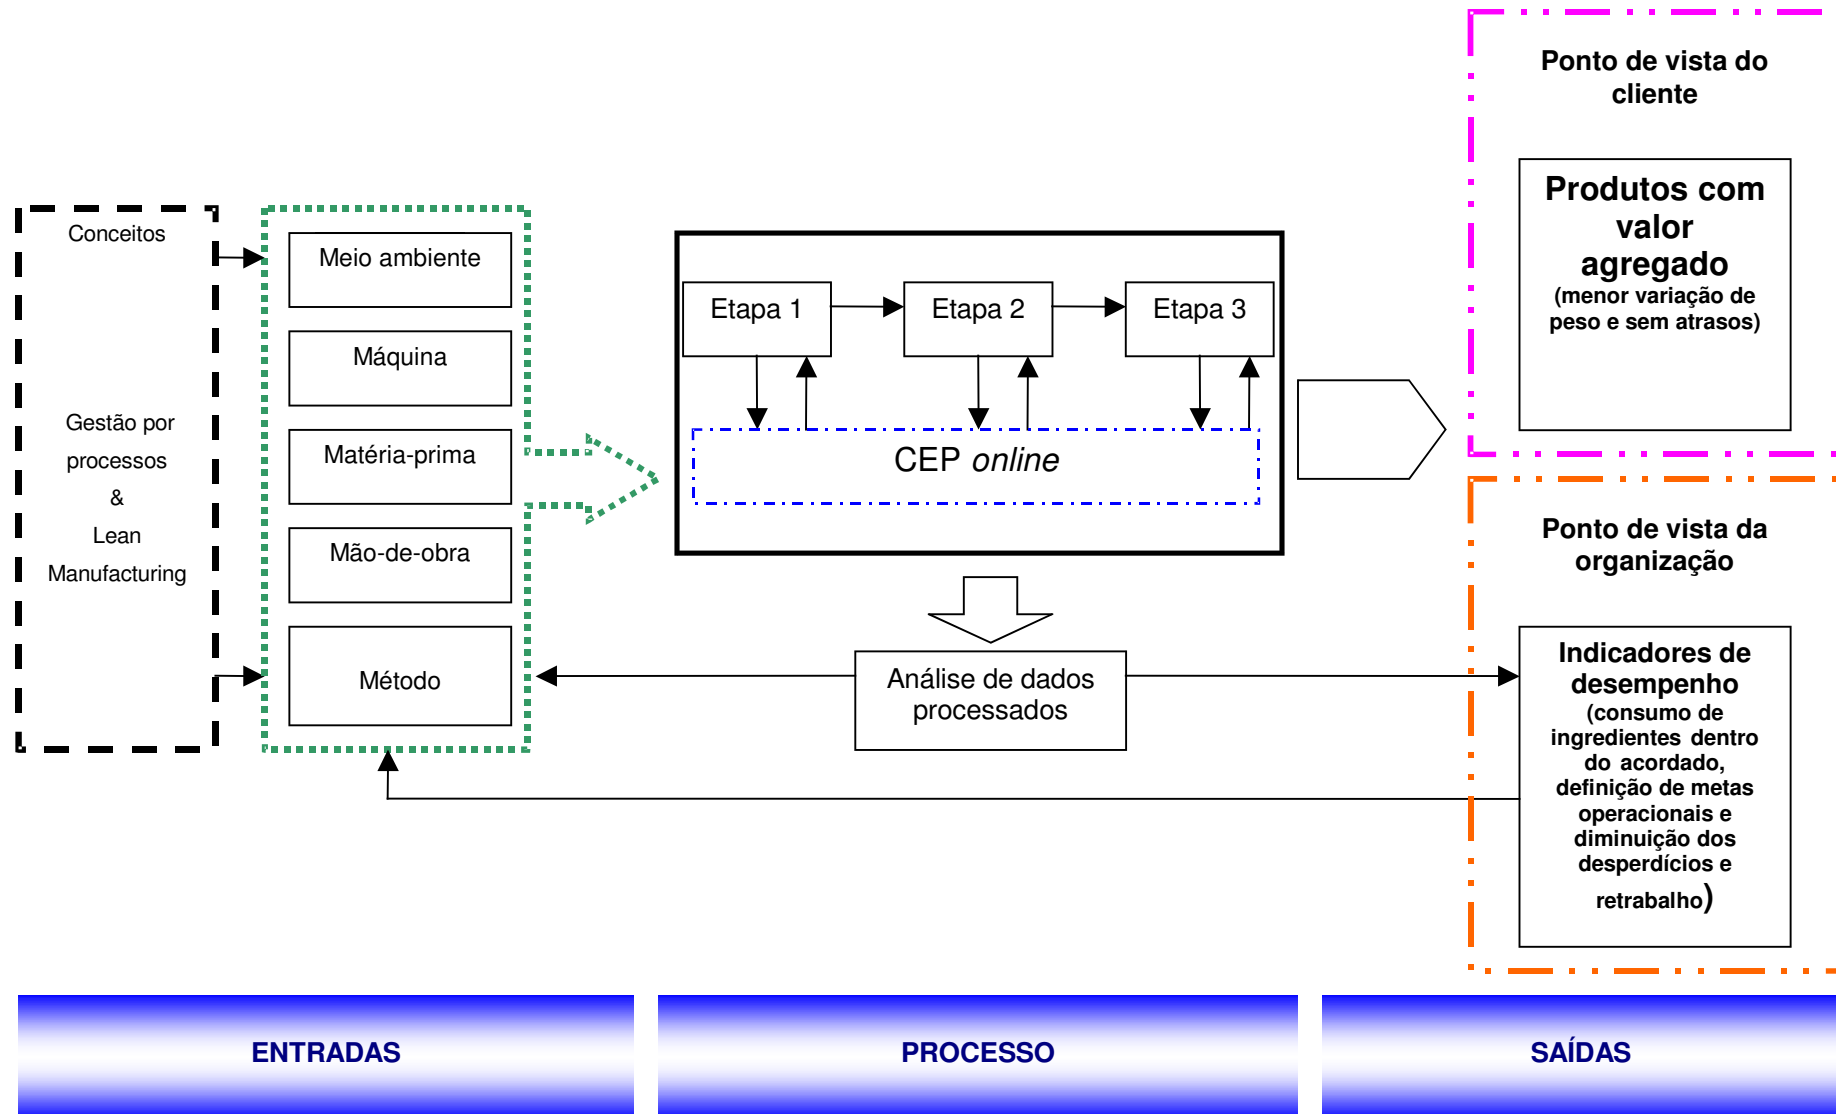 Conceitos
Gestão por
processos
&
Lean
Manufacturing
Meio ambiente
Máquina
Matéria-prima
Mão-de-obra
Método
Etapa 1
Etapa 2
Etapa 3
CEP online
Análise de dados
processados
Ponto de vista do
cliente
Produtos com
valor
agregado
(menor variação de
peso e sem atrasos)
Ponto de vista da
organização
Indicadores de
desempenho
(consumo de
ingredientes dentro
do acordado,
definição de metas
operacionais e
diminuição dos
desperdícios e
retrabalho)
ENTRADAS
PROCESSO
SAÍDAS